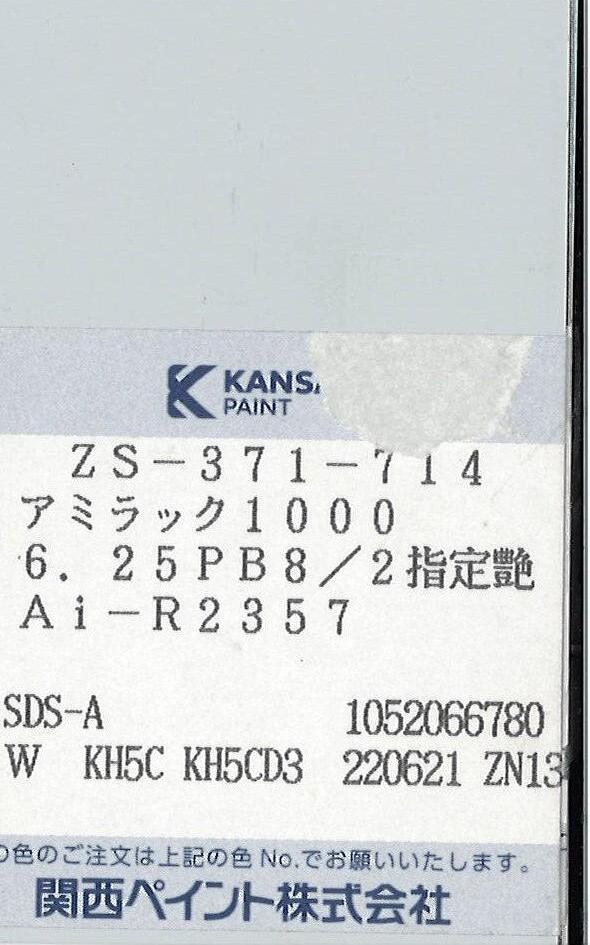 KANSA
PAINT
ZS-371-714
アミラック1000
6.25PB8/2指定艶
Ai-R2357
SDS-A 1052066780
W KH5C KH5CD3 220621 ZN13
の色のご注文は上記の色No.でお願いいたします。
関西ペイント株式会社